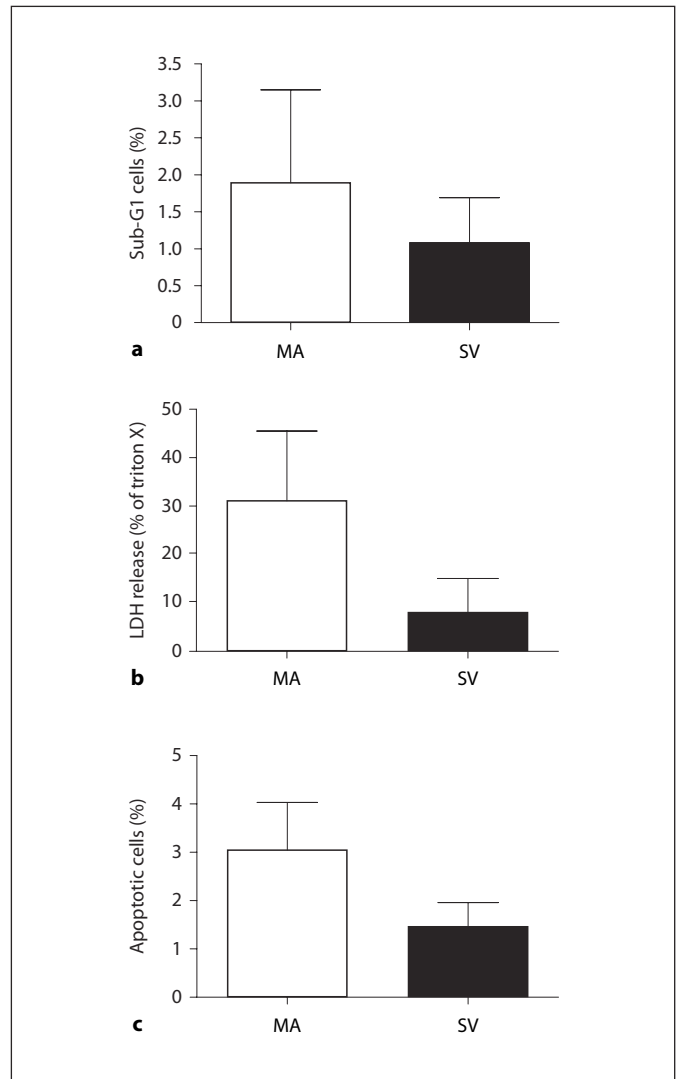 Sub-G1 cells (%)
3.5
3.0
2.5
2.0
1.5
1.0
0.5
0
MA
SV
a
LDH release (% of triton X)
50
40
30
20
10
0
MA
SV
b
Apoptotic cells (%)
5
4
3
2
1
0
MA
SV
c